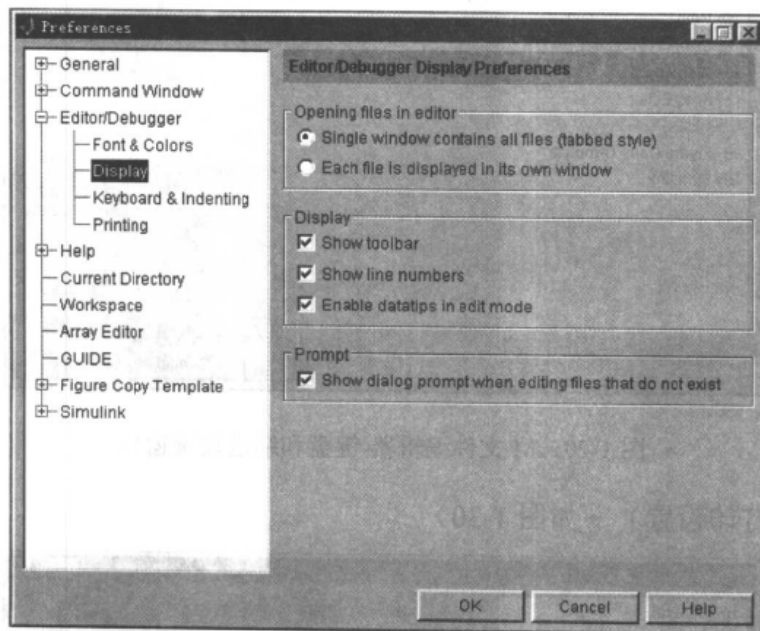 Preferences
General
Command Window
Editor/Debugger
Font & Colors
Display
Keyboard & Indenting
Printing
Help
Current Directory
Workspace
Array Editor
GUIDE
Figure Copy Template
Simulink
Editor/Debugger Display Preferences
Opening files in editor
Single window contains all files (tabbed style)
Each file is displayed in its own window
Display
Show toolbar
Show line numbers
Enable datatips in edit mode
Prompt
Show dialog prompt when editing files that do not exist
OK
Cancel
Help